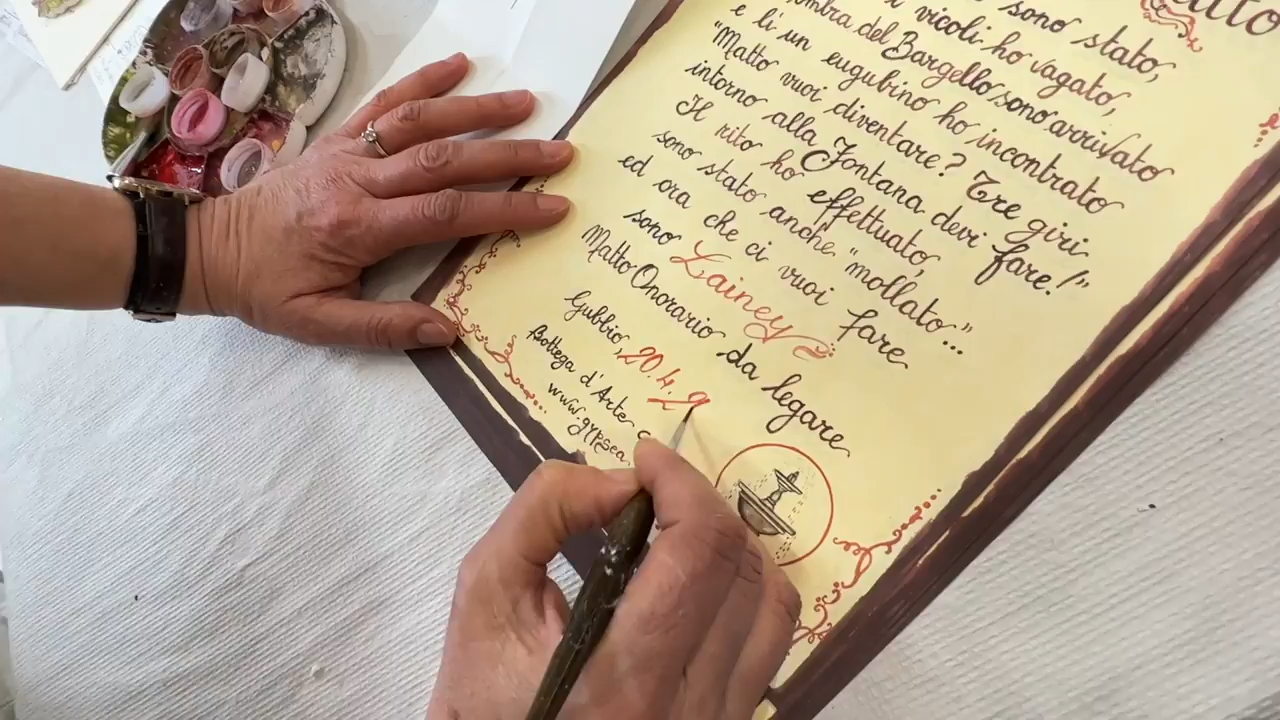 sono stato,
i vicoli ho vagato,
ombra del Bargello sono arrivato
e lì un eugubino ho incontrato
"Matto vuoi diventare? Tre giri
intorno alla Fontana devi fare!"
Il rito ho effettuato,
sono stato anche "mollato..."
ed ora che ci vuoi fare
sono Lainey
Matto Onorario da legare
Gubbio, 20.4.2
Bottega d'Arte
www.gypsea